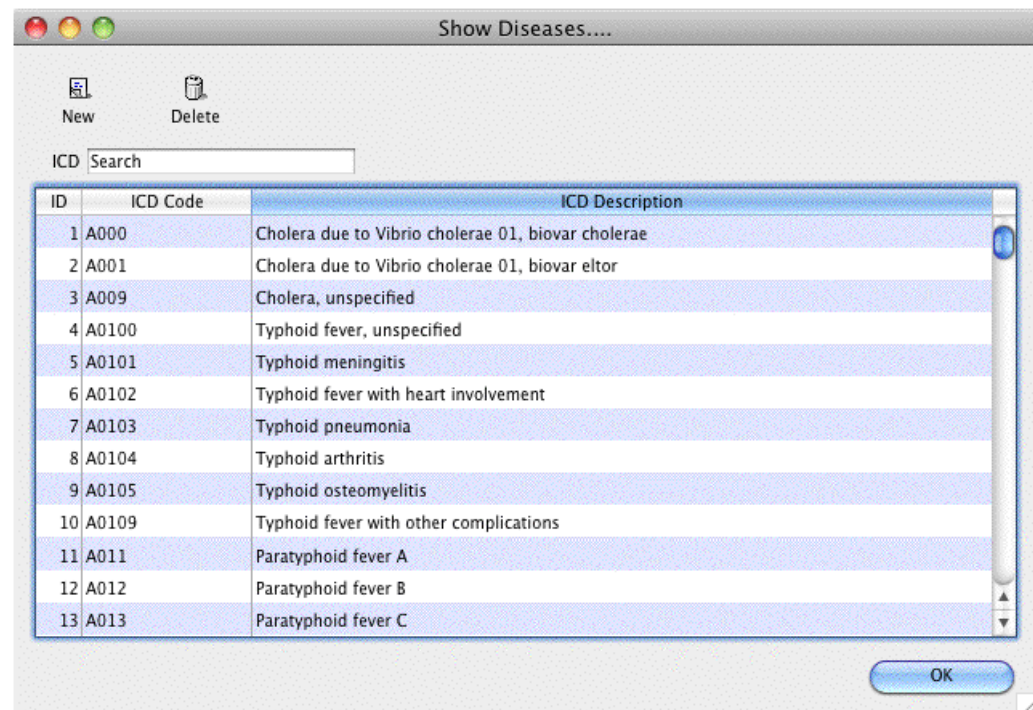 Show Diseases....
New Delete
ICD Search
ID ICD Code ICD Description
1 A000 Cholera due to Vibrio cholerae 01, biovar cholerae
2 A001 Cholera due to Vibrio cholerae 01, biovar eltor
3 A009 Cholera, unspecified
4 A0100 Typhoid fever, unspecified
5 A0101 Typhoid meningitis
6 A0102 Typhoid fever with heart involvement
7 A0103 Typhoid pneumonia
8 A0104 Typhoid arthritis
9 A0105 Typhoid osteomyelitis
10 A0109 Typhoid fever with other complications
11 A011 Paratyphoid fever A
12 A012 Paratyphoid fever B
13 A013 Paratyphoid fever C
OK